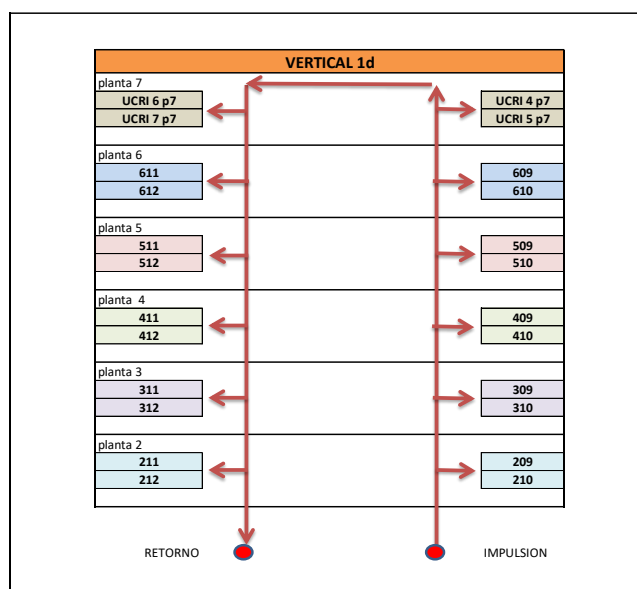 VERTICAL 1d
planta 7
UCRI 6 p7 UCRI 4 p7
UCRI 7 p7 UCRI 5 p7
planta 6
611 609
612 610
planta 5
511 509
512 510
planta 4
411 409
412 410
planta 3
311 309
312 310
planta 2
211 209
212 210
RETORNO IMPULSION